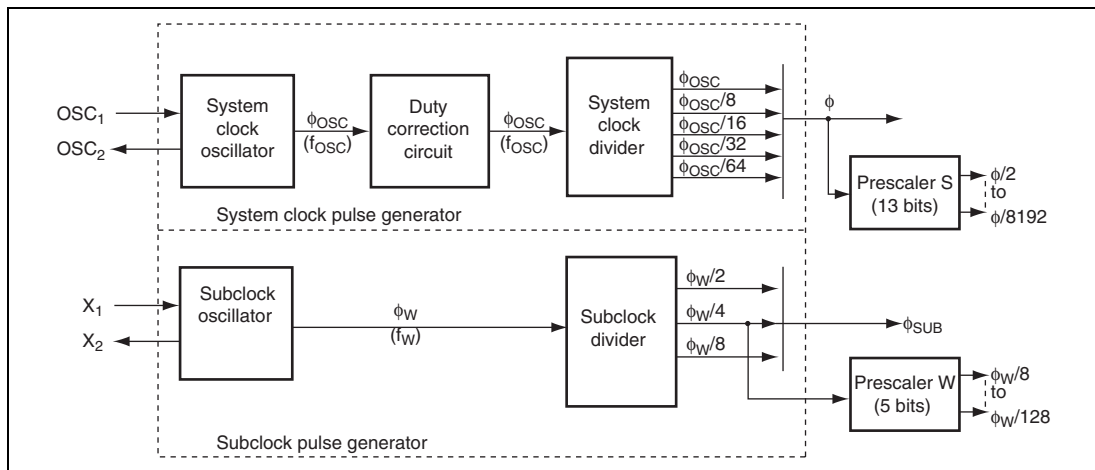 OSC1
OSC2
System
clock
oscillator
ϕOSC
(fOSC)
Duty
correction
circuit
ϕOSC
(fOSC)
System
clock
divider
ϕOSC
ϕOSC/8
ϕOSC/16
ϕOSC/32
ϕOSC/64
ϕ
Prescaler S
(13 bits)
ϕ/2
to
ϕ/8192
System clock pulse generator
X1
X2
Subclock
oscillator
ϕW
(fW)
Subclock
divider
ϕW/2
ϕW/4
ϕW/8
ϕSUB
Prescaler W
(5 bits)
ϕW/8
to
ϕW/128
Subclock pulse generator